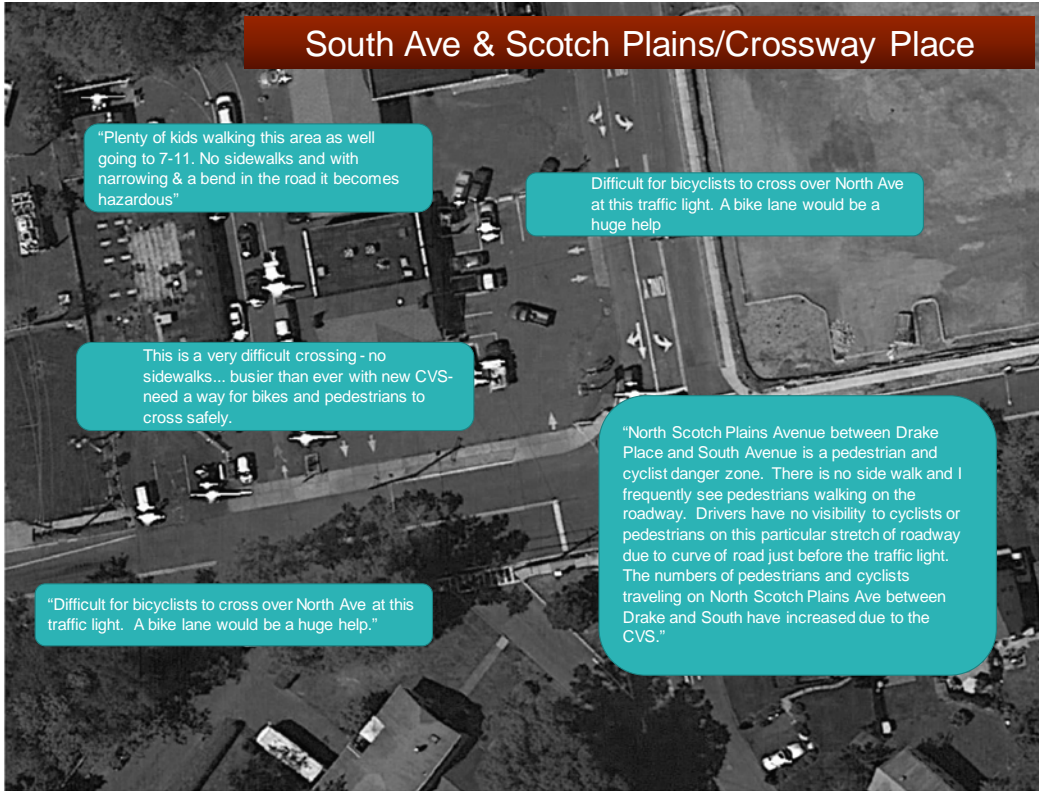 South Ave & Scotch Plains/Crossway Place
“Plenty of kids walking this area as well
going to 7-11. No sidewalks and with
narrowing & a bend in the road it becomes
hazardous”
Difficult for bicyclists to cross over North Ave
at this traffic light. A bike lane would be a
huge help
This is a very difficult crossing - no
sidewalks... busier than ever with new CVS-
need a way for bikes and pedestrians to
cross safely.
“North Scotch Plains Avenue between Drake
Place and South Avenue is a pedestrian and
cyclist danger zone.  There is no side walk and I
frequently see pedestrians walking on the
roadway.  Drivers have no visibility to cyclists or
pedestrians on this particular stretch of roadway
due to curve of road just before the traffic light.
The numbers of pedestrians and cyclists
traveling on North Scotch Plains Ave between
Drake and South have increased due to the
CVS.”
“Difficult for bicyclists to cross over North Ave at this
traffic light.  A bike lane would be a huge help.”